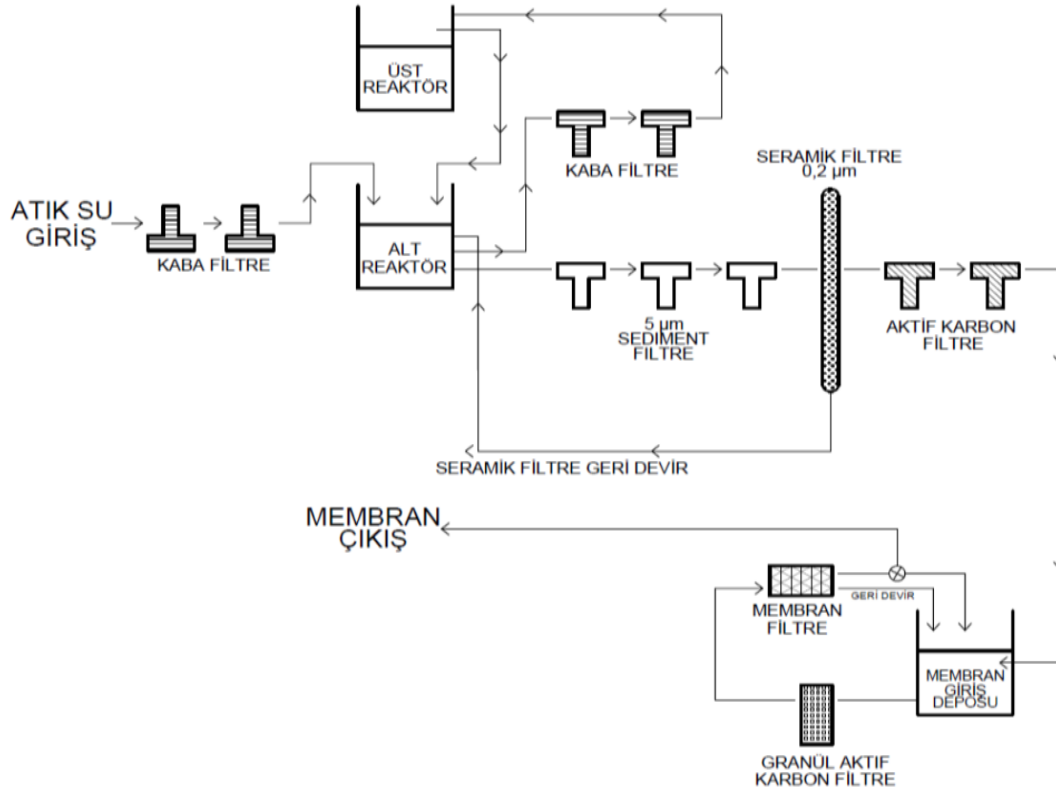 ÜST
REAKTÖR
KABA FİLTRE
SERAMİK FİLTRE
0,2 µm
ATIK SU
GİRİŞ
KABA FİLTRE
ALT
REAKTÖR
5 µm
SEDIMENT
FİLTRE
AKTİF KARBON
FİLTRE
SERAMİK FİLTRE GERİ DEVİR
MEMBRAN
ÇIKIŞ
GERİ DEVİR
MEMBRAN
FİLTRE
MEMBRAN
GİRİŞ
DEPOSU
GRANÜL AKTIF
KARBON FİLTRE